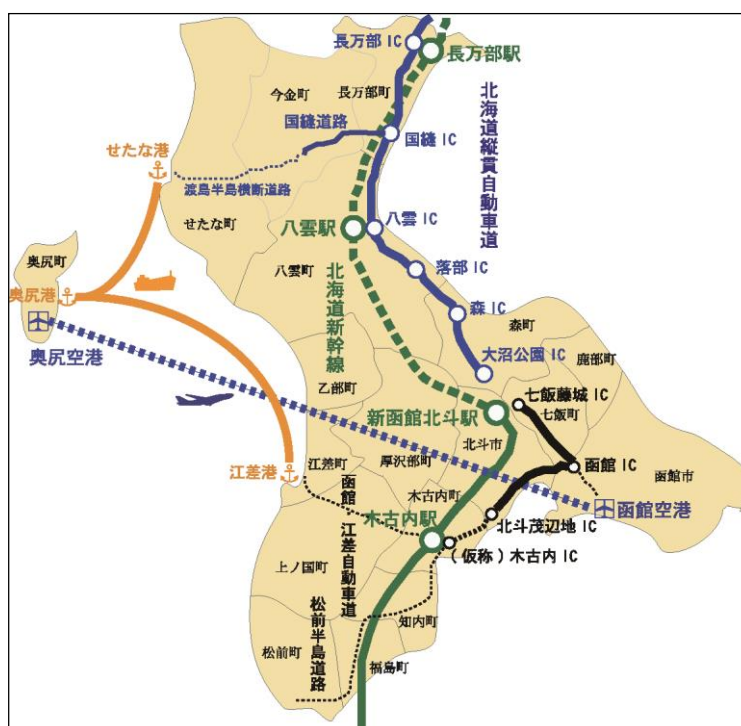 長万部 IC
長万部駅
今金町
長万部町
国縫道路
国縫 IC
せたな港
渡島半島横断道路
北海道縦貫自動車道
せたな町
八雲駅
八雲 IC
奥尻町
八雲町
落部 IC
奥尻港
北海道新幹線
森 IC
森町
奥尻空港
大沼公園 IC
鹿部町
乙部町
七飯藤城 IC
新函館北斗駅
七飯町
北斗市
江差港
江差町
厚沢部町
函館 IC
函館市
木古内町
函館空港
木古内駅
北斗茂辺地 IC
(仮称)木古内 IC
函館・江差自動車道
上ノ国町
松前半島道路
知内町
松前町
福島町